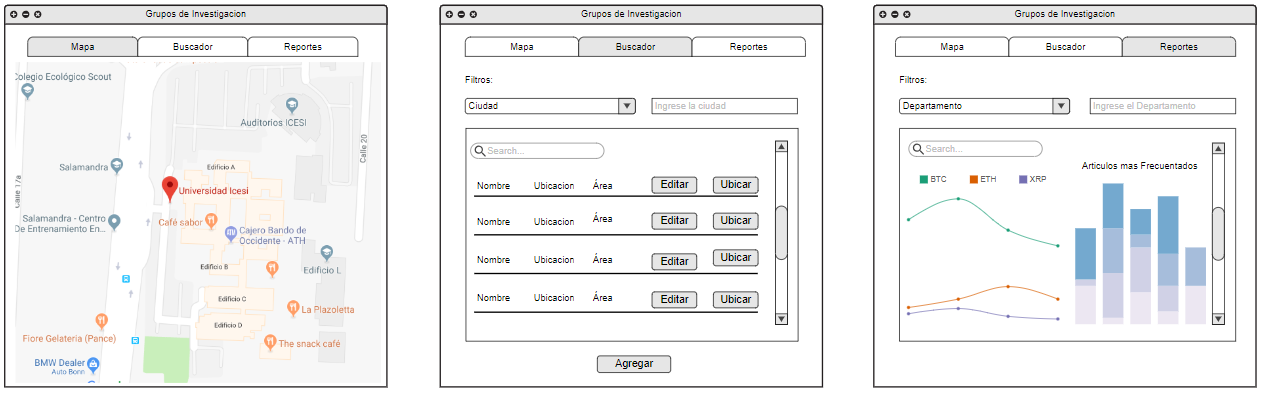 Grupos de Investigacion
Mapa
Buscador
Reportes
Colegio Ecológico Scout
Auditorios ICESI
Calle 20
Salamandra
Edificio A
Calle 17a
Universidad Icesi
Salamandra - Centro
De Entrenamiento En...
Café sabor
Cajero Bando de
Occidente - ATH
Edificio B
Edificio L
Edificio C
La Plazoletta
Edificio D
Fiore Gelateria (Pance)
The snack café
BMW Dealer
Auto Bonn
Grupos de Investigacion
Mapa
Buscador
Reportes
Filtros:
Ciudad
Ingrese la ciudad
Search...
Nombre Ubicacion Área Editar Ubicar
Nombre Ubicacion Área Editar Ubicar
Nombre Ubicacion Área Editar Ubicar
Nombre Ubicacion Área Editar Ubicar
Agregar
Grupos de Investigacion
Mapa
Buscador
Reportes
Filtros:
Departamento
Ingrese el Departamento
Search...
Articulos mas Frecuentados
BTC ETH XRP